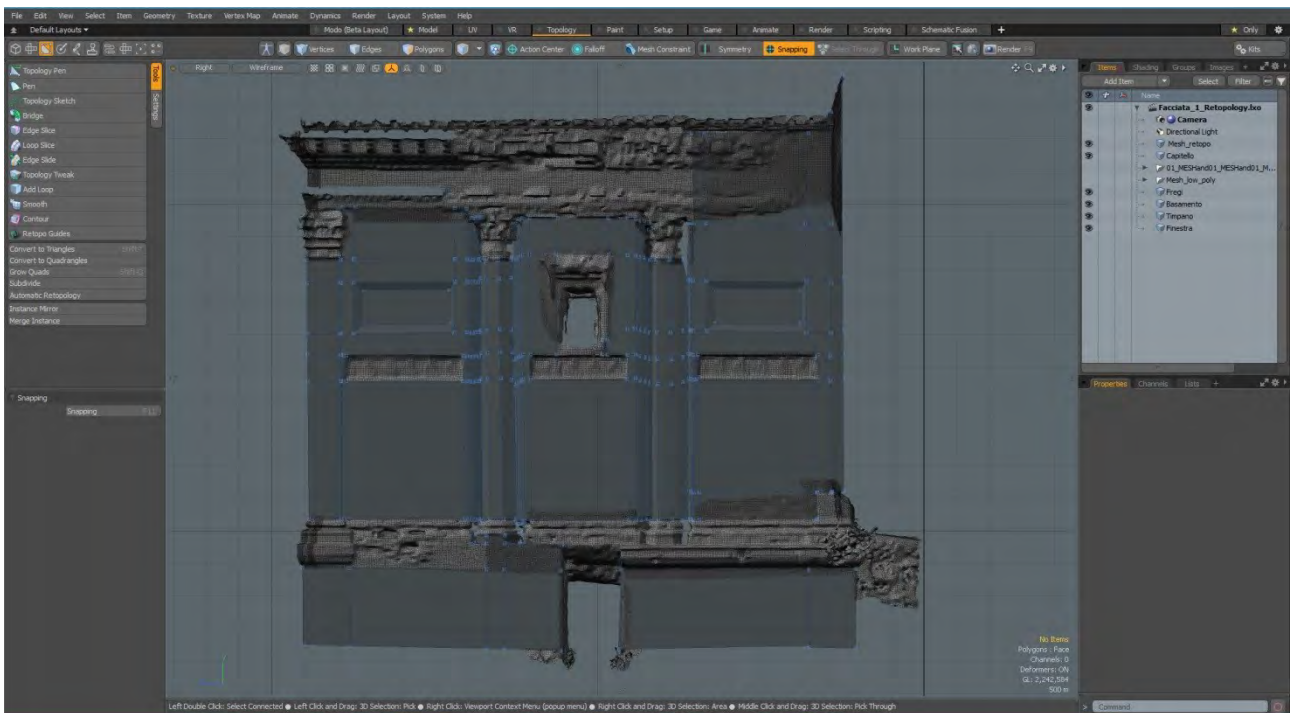 File Edit View Select Item Geometry Texture Vertex Map Animate Dynamics Render Layout System Help
Default Layouts Modo (Beta Layout) Model UV VR Topology Paint Setup Game Animate Render Scripting Schematic Fusion + Only
Vertices Edges Polygons Action Center Falloff Mesh Constraint Symmetry Snapping Select Through Work Plane Render Kits
Topology Pen
Pen
Topology Sketch
Bridge
Edge Slice
Loop Slice
Edge Slide
Topology Tweak
Add Loop
Smooth
Contour
Retopo Guides
Convert to Triangles
Convert to Quadrangles
Grow Quads
Subdivide
Automatic Retopology
Instance Mirror
Merge Instance
Tools
Settings
Snapping
Snapping
Right Wireframe
No Items
Polygons : Face
Channels: 0
Deformers: ON
GL: 2,242,584
500 m
Items Shading Groups Images +
Add Item Select Filter
Name
Facciata_1_Retopology.lxo
Camera
Directional Light
Mesh_retopo
Capitello
01_MESHand01_MESHand01_M...
Mesh_low_poly
Fregi
Basamento
Timpano
Finestra
Properties Channels Lists +
Left Double Click: Select Connected ● Left Click and Drag: 3D Selection: Pick ● Right Click: Viewport Context Menu (popup menu) ● Right Click and Drag: 3D Selection: Area ● Middle Click and Drag: 3D Selection: Pick Through
Command